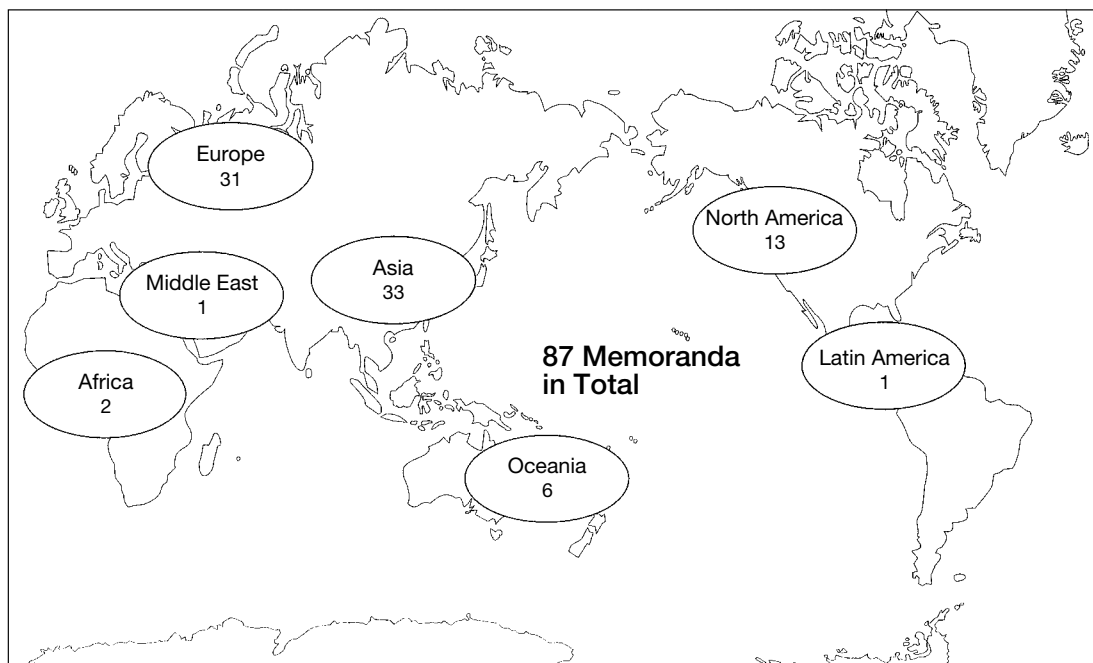 Europe
31
North America
13
Asia
33
Middle East
1
87 Memoranda
in Total
Latin America
1
Africa
2
Oceania
6